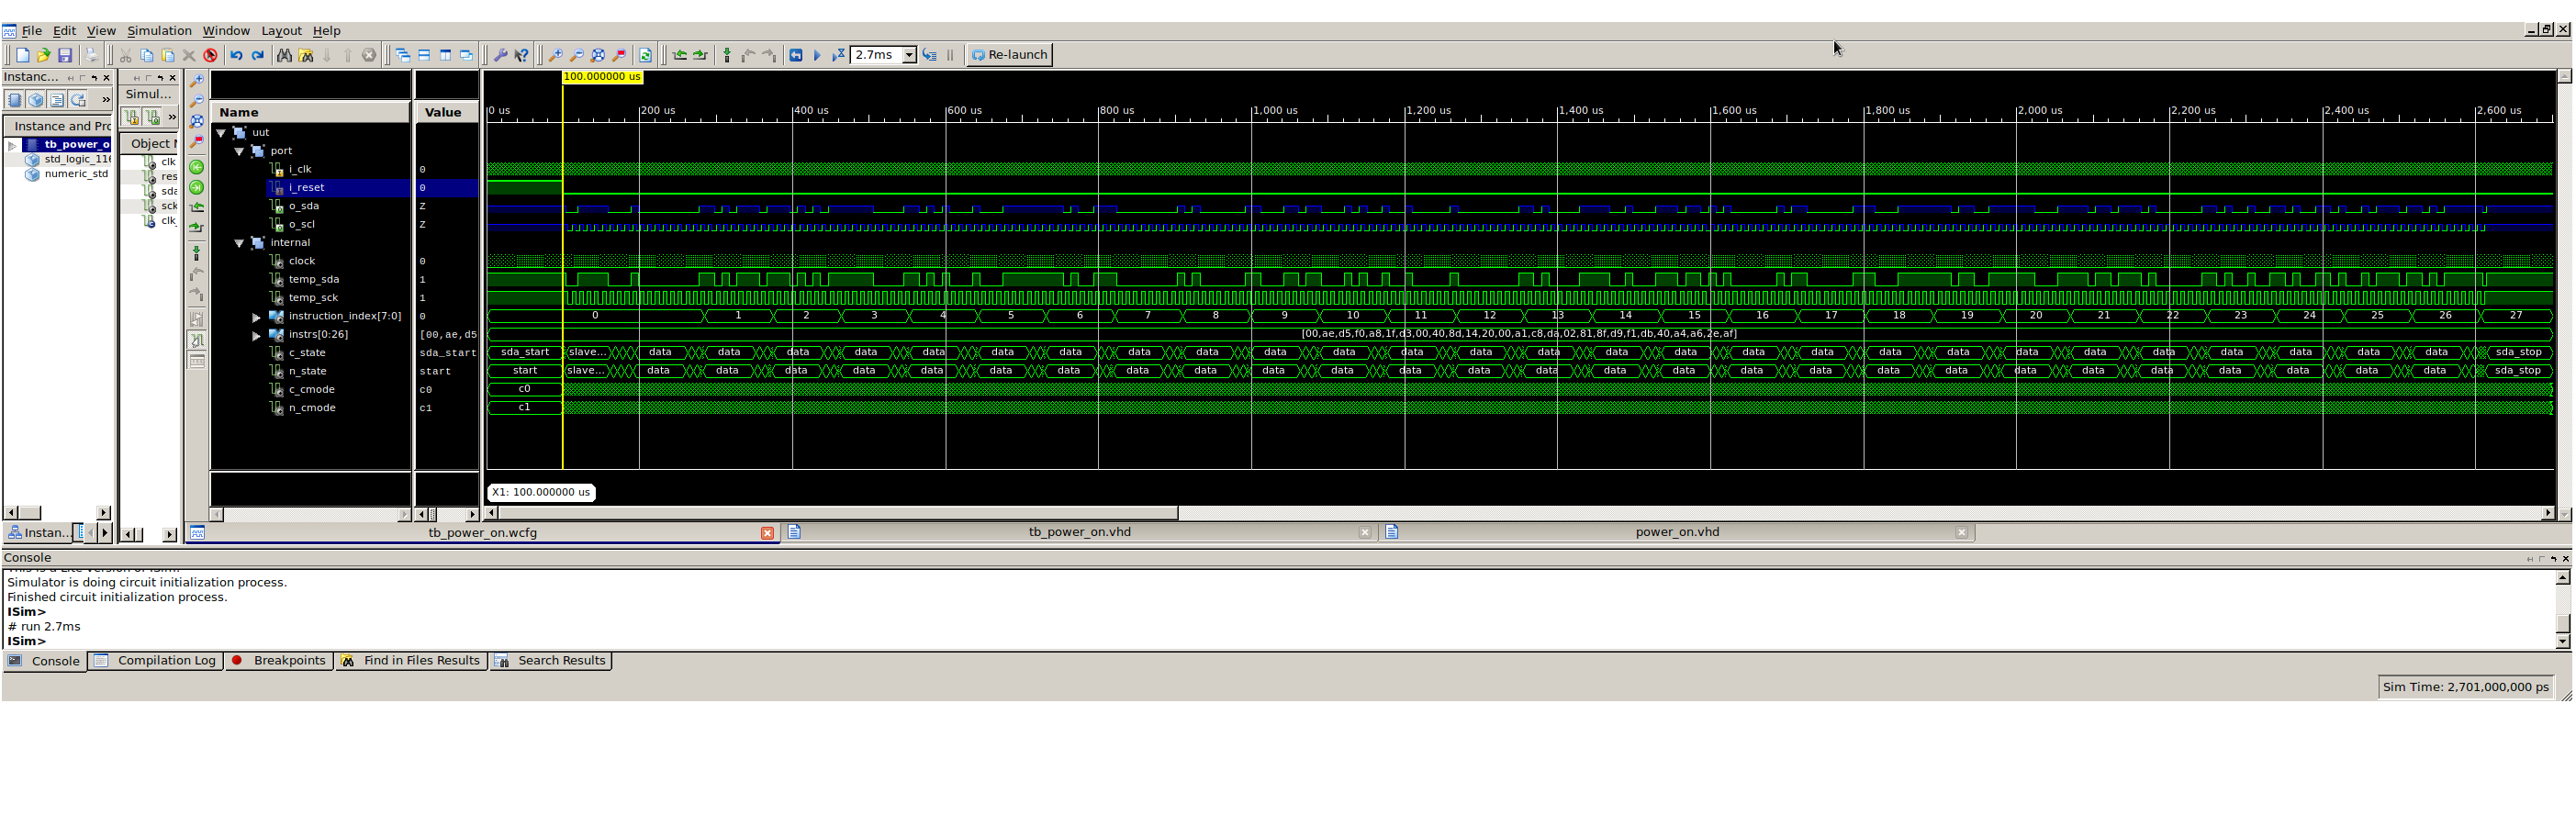 File Edit View Simulation Window Layout Help
2.7ms Re-launch
Instanc...
Simul...
Instance and Pro
Object N
tb_power_o
std_logic_116
numeric_std
clk
res
sda
sck
clk_
Instan...
100.000000 us
0 us 200 us 400 us 600 us 800 us 1,000 us 1,200 us 1,400 us 1,600 us 1,800 us 2,000 us 2,200 us 2,400 us 2,600 us
Name Value
uut
port
i_clk 0
i_reset 0
o_sda Z
o_scl Z
internal
clock 0
temp_sda 1
temp_sck 1
instruction_index[7:0] 0 0 1 2 3 4 5 6 7 8 9 10 11 12 13 14 15 16 17 18 19 20 21 22 23 24 25 26 27
instrs[0:26] [00,ae,d5 [00,ae,d5,f0,a8,1f,d3,00,40,8d,14,20,00,a1,c8,da,02,81,8f,d9,f1,db,40,a4,a6,2e,af]
c_state sda_start sda_start slave... data data data data data data data data data data data data data data data data data data data data data data data data data data data sda_stop
n_state start start slave... data data data data data data data data data data data data data data data data data data data data data data data data data data data sda_stop
c_cmode c0 c0
n_cmode c1 c1
X1: 100.000000 us
tb_power_on.wcfg tb_power_on.vhd power_on.vhd
Console
This is a Lite version of ISim.
Simulator is doing circuit initialization process.
Finished circuit initialization process.
ISim>
# run 2.7ms
ISim>
Console Compilation Log Breakpoints Find in Files Results Search Results
Sim Time: 2,701,000,000 ps